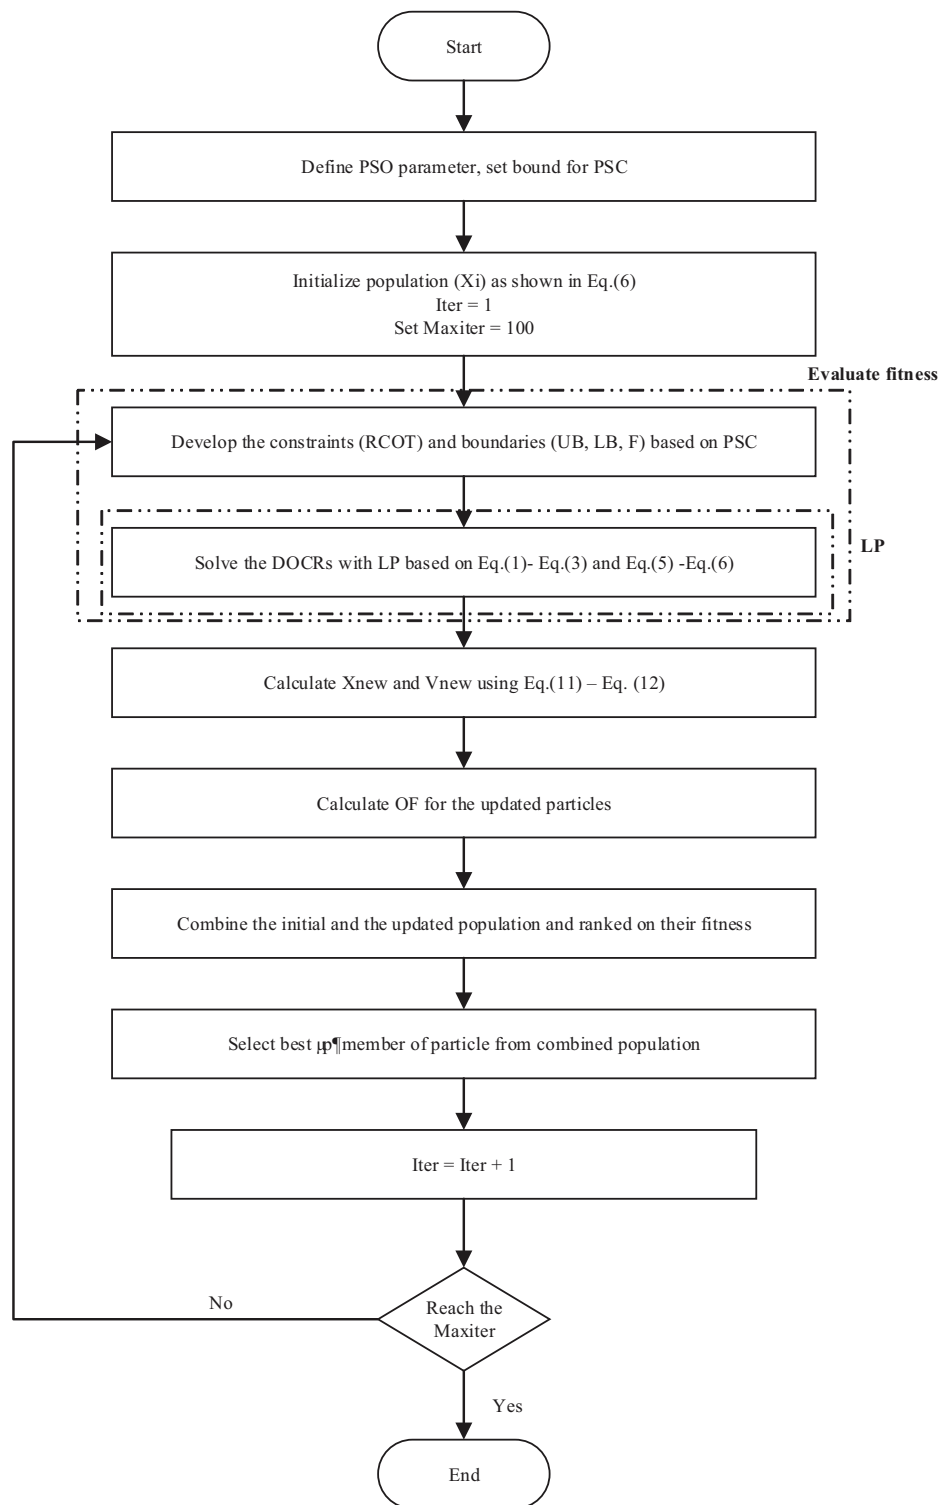 Start
Define PSO parameter, set bound for PSC
Initialize population (Xi) as shown in Eq.(6)
Iter = 1
Set Maxiter = 100
Evaluate fitness
Develop the constraints (RCOT) and boundaries (UB, LB, F) based on PSC
Solve the DOCRs with LP based on Eq.(1)- Eq.(3) and Eq.(5) -Eq.(6)
LP
Calculate Xnew and Vnew using Eq.(11) – Eq. (12)
Calculate OF for the updated particles
Combine the initial and the updated population and ranked on their fitness
Select best µp¶member of particle from combined population
Iter = Iter + 1
Reach the
Maxiter
No
Yes
End